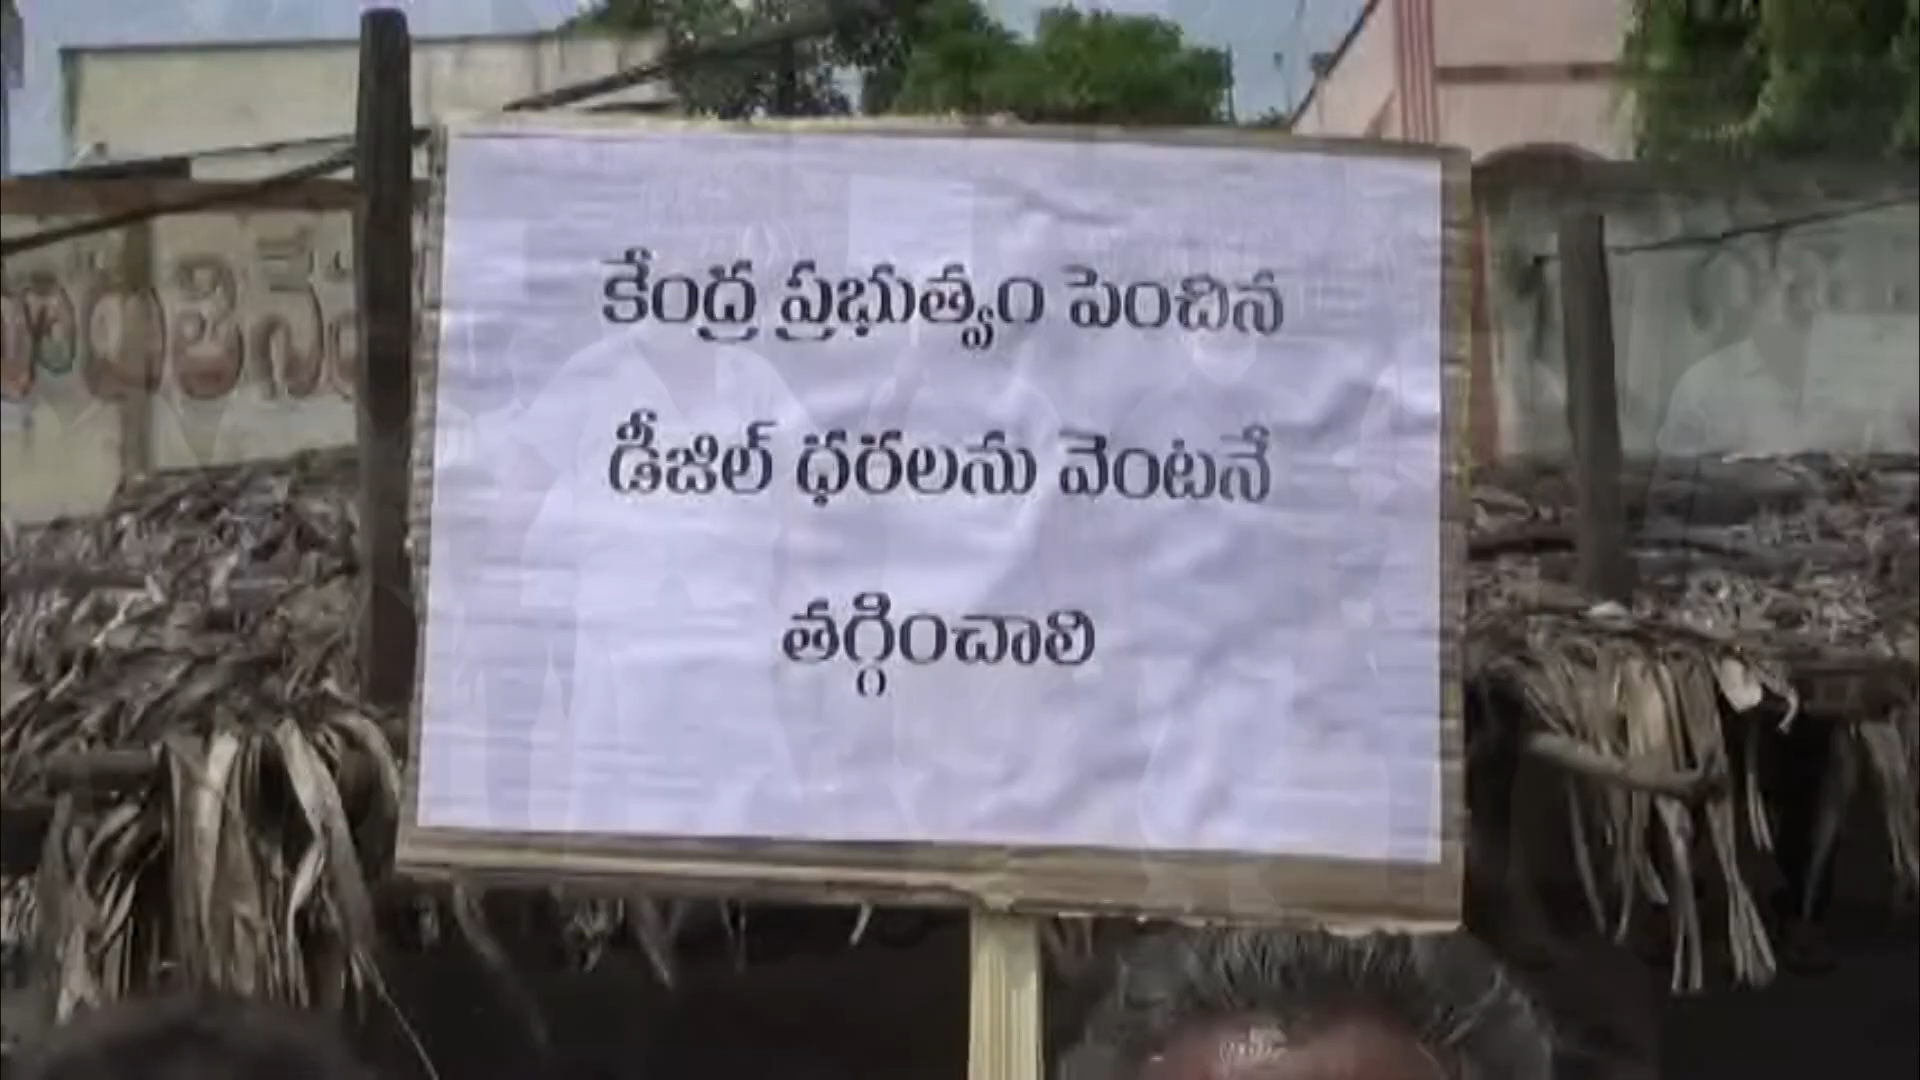 కేంద్ర ప్రభుత్వం పెంచిన
డీజిల్ ధరలను వెంటనే
తగ్గించాలి